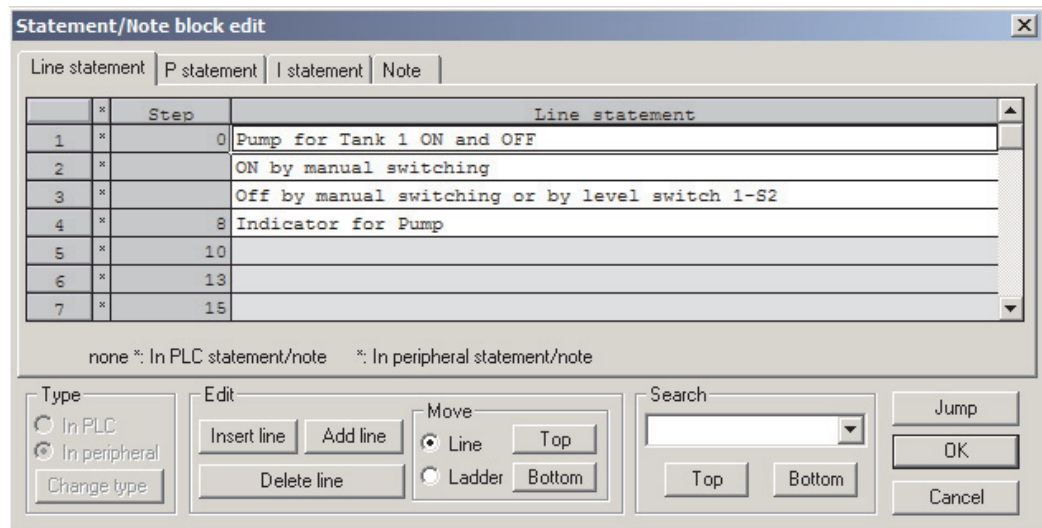 Statement/Note block edit
Line statement P statement I statement Note
* Step Line statement
1 * 0 Pump for Tank 1 ON and OFF
2 * ON by manual switching
3 * Off by manual switching or by level switch 1-S2
4 * 8 Indicator for Pump
5 * 10
6 * 13
7 * 15
none *: In PLC statement/note *: In peripheral statement/note
Type
In PLC
In peripheral
Change type
Edit
Insert line Add line
Delete line
Move
Line Top
Ladder Bottom
Search
Top Bottom
Jump
OK
Cancel